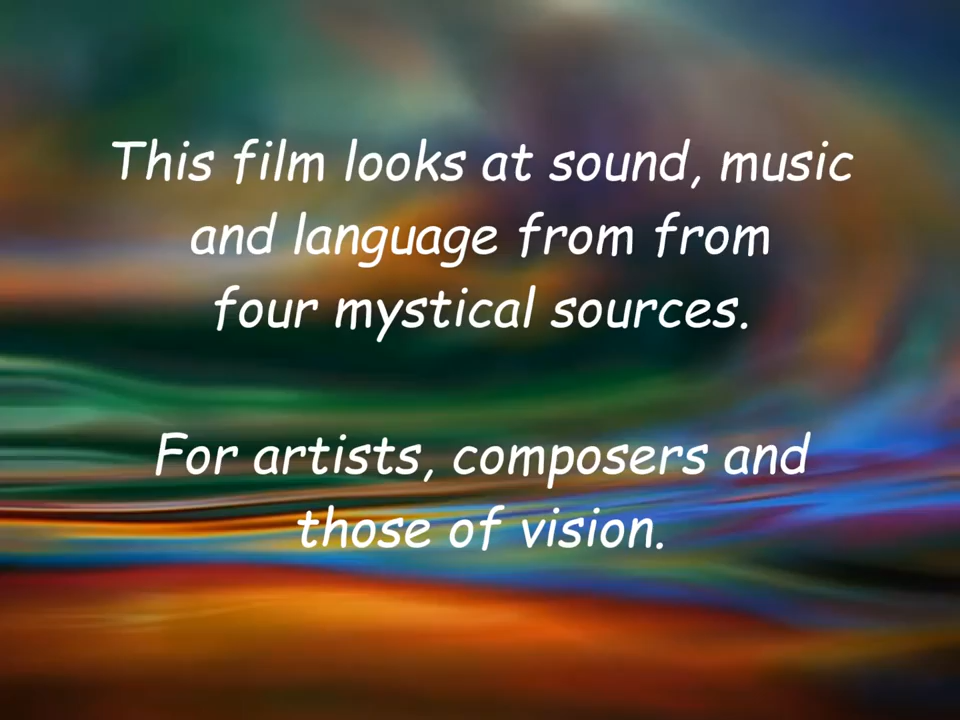 This film looks at sound, music
and language from from
four mystical sources.
For artists, composers and
those of vision.